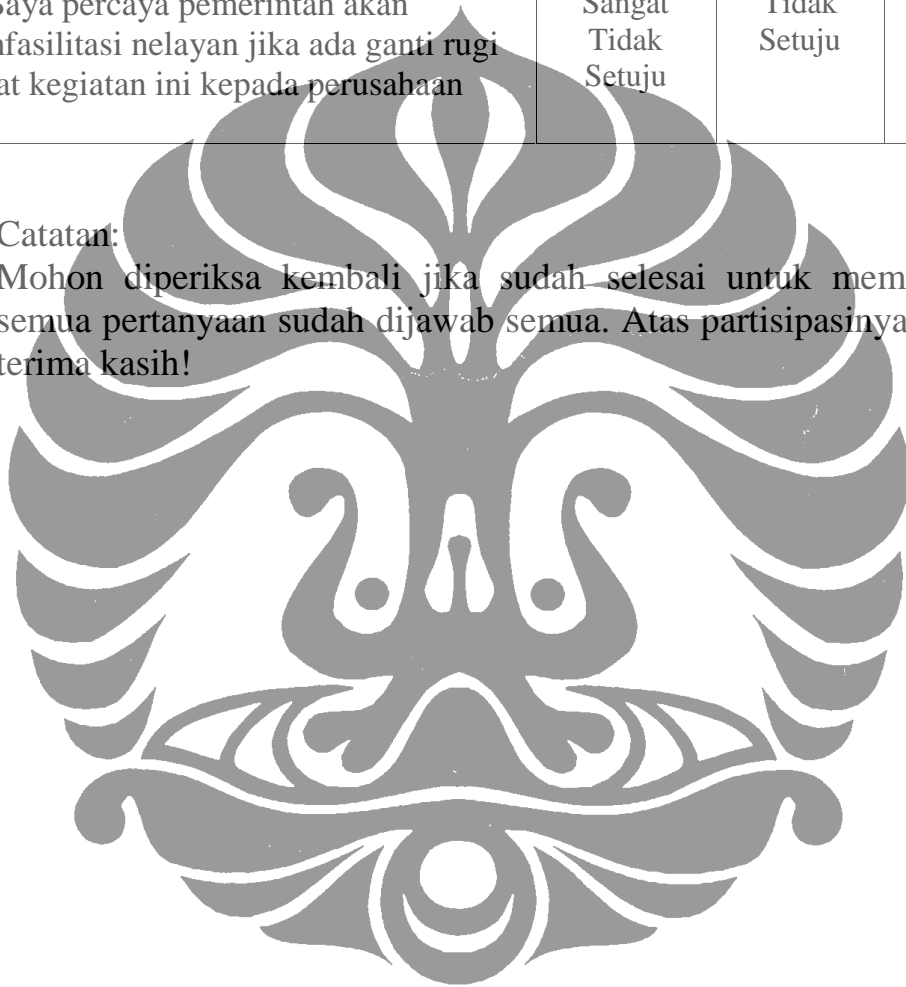 Saya percaya pemerintah akan
nfasilitasi nelayan jika ada ganti rugi
at kegiatan ini kepada perusahaan
Sangat
Tidak
Setuju
Tidak
Setuju
Catatan:
Mohon diperiksa kembali jika sudah selesai untuk mem
semua pertanyaan sudah dijawab semua. Atas partisipasinya
terima kasih!